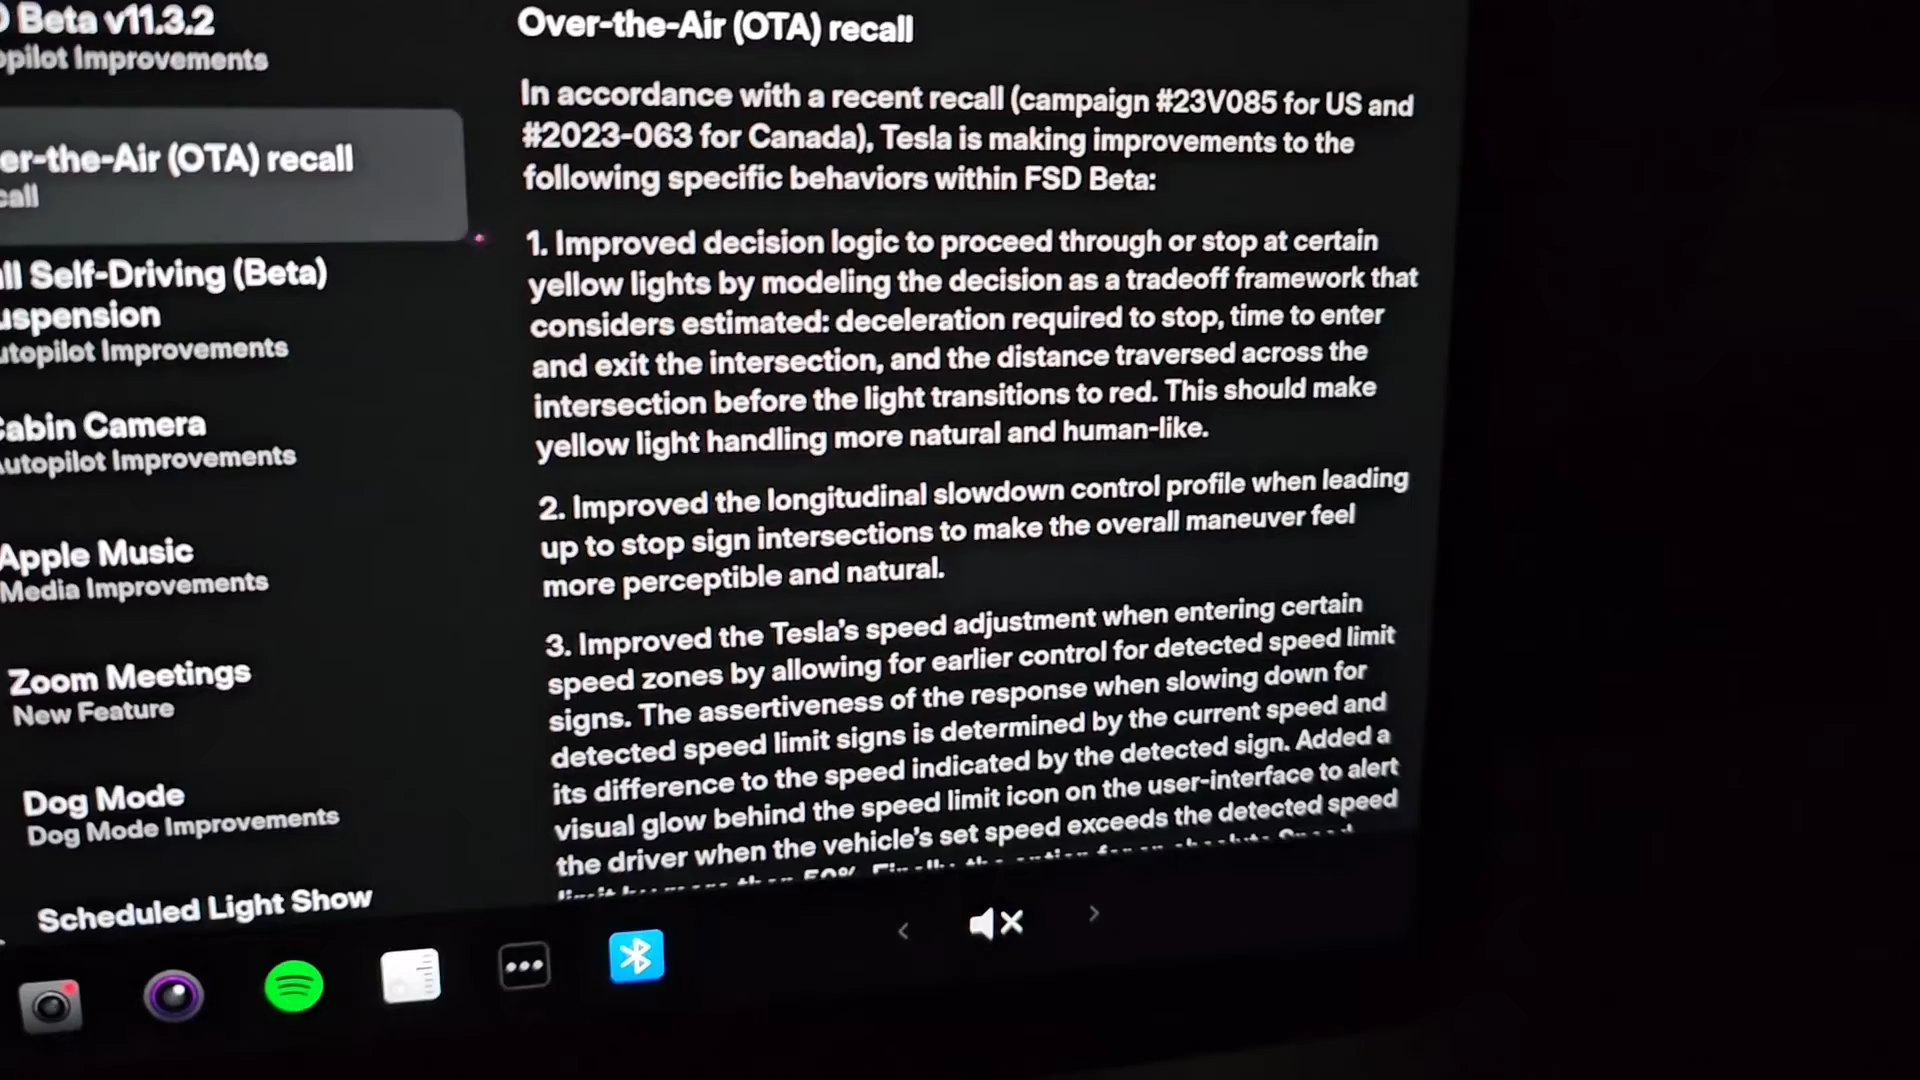 Beta v11.3.2
Improvements
(OTA) recall
Self-Driving (Beta)
Improvements
Camera
Improvements
Apple Music
Media Improvements
Zoom Meetings
New Feature
Dog Mode
Dog Mode Improvements
Scheduled Light Show
Over-the-Air (OTA) recall
In accordance with a recent recall (campaign #23V085 for US and
#2023-063 for Canada), Tesla is making improvements to the
following specific behaviors within FSD Beta:
1. Improved decision logic to proceed through or stop at certain
yellow lights by modeling the decision as a tradeoff framework that
considers estimated: deceleration required to stop, time to enter
and exit the intersection, and the distance traversed across the
intersection before the light transitions to red. This should make
yellow light handling more natural and human-like.
2. Improved the longitudinal slowdown control profile when leading
up to stop sign intersections to make the overall maneuver feel
more perceptible and natural.
3. Improved the Tesla's speed adjustment when entering certain
speed zones by allowing for earlier control for detected speed limit
signs. The assertiveness of the response when slowing down for
detected speed limit signs is determined by the current speed and
its difference to the speed indicated by the detected sign. Added a
visual glow behind the speed limit icon on the user-interface to alert
the driver when the vehicle's set speed exceeds the detected speed